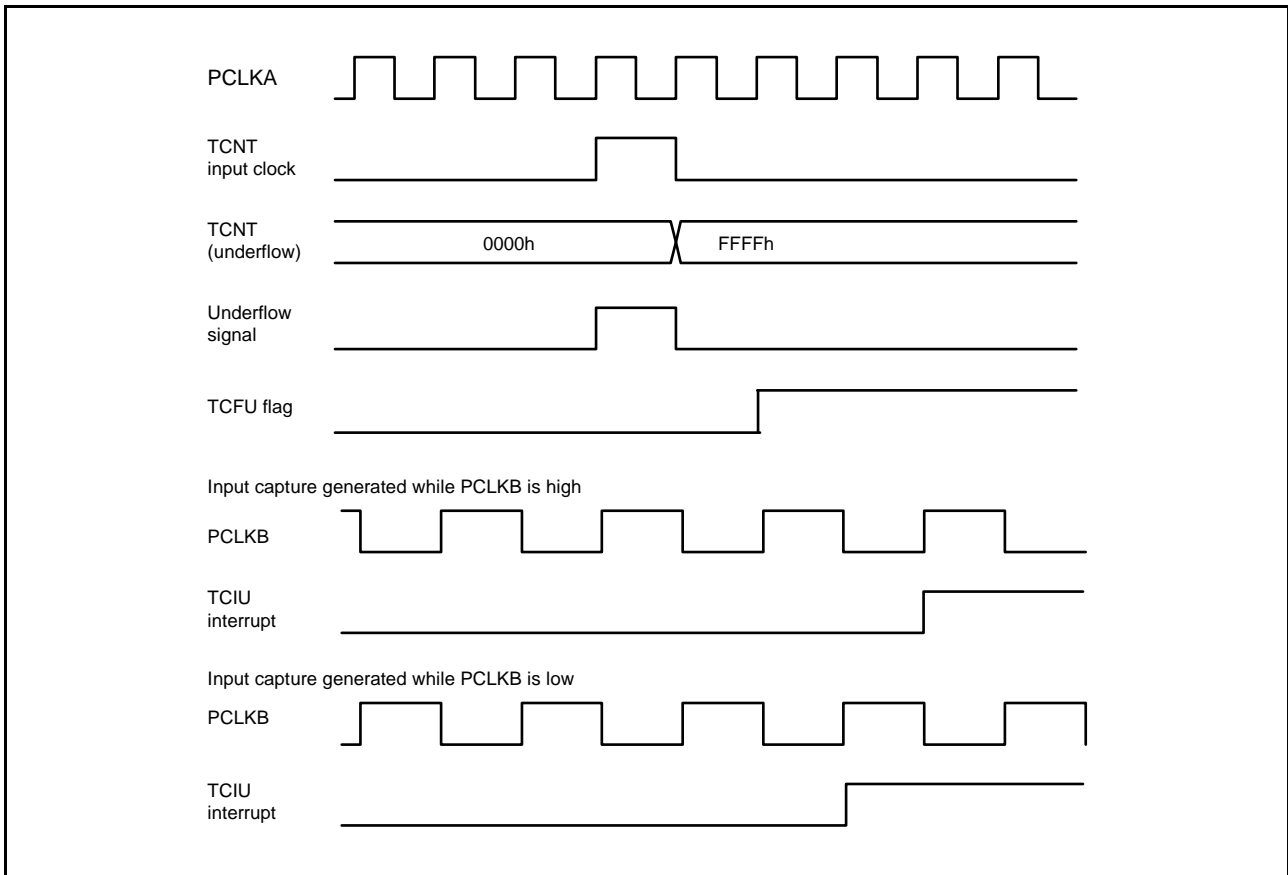 PCLKA
TCNT
input clock
TCNT
(underflow)
0000h
FFFFh
Underflow
signal
TCFU flag
Input capture generated while PCLKB is high
PCLKB
TCIU
interrupt
Input capture generated while PCLKB is low
PCLKB
TCIU
interrupt